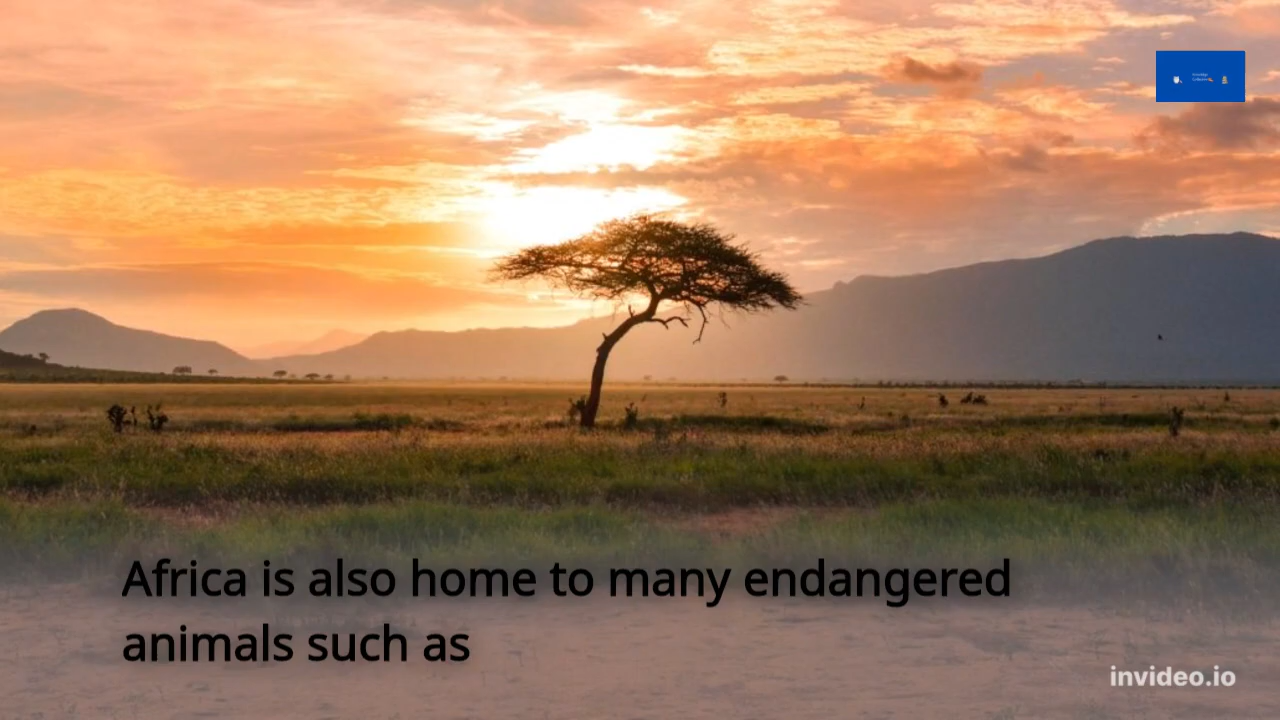 Africa is also home to many endangered
animals such as
invideo.io